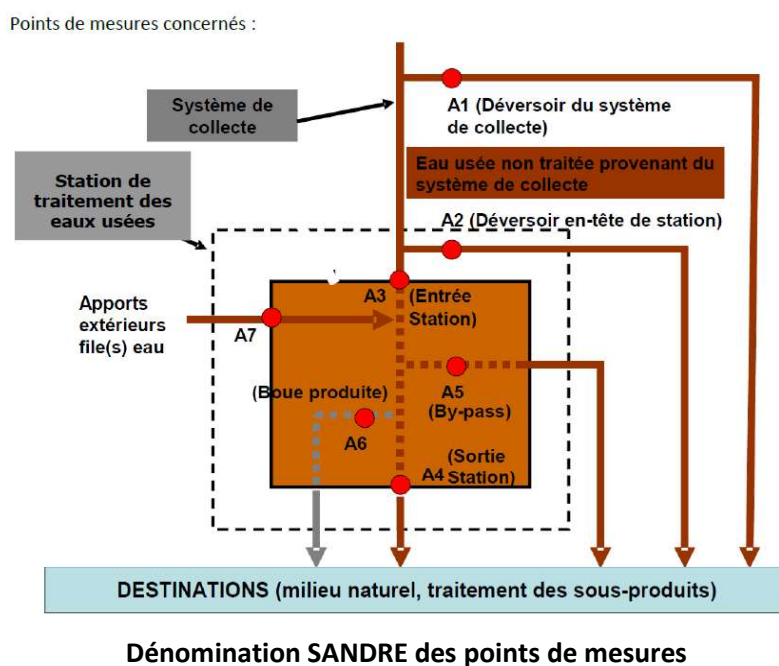 Points de mesures concernés :
Système de
collecte
A1 (Déversoir du système
de collecte)
Station de
traitement des
eaux usées
Eau usée non traitée provenant du
système de collecte
A2 (Déversoir en-tête de station)
Apports
extérieurs
file(s) eau
A7
A3
(Entrée
Station)
A5
(By-pass)
(Boue produite)
A6
A4
(Sortie
Station)
DESTINATIONS (milieu naturel, traitement des sous-produits)
Dénomination SANDRE des points de mesures